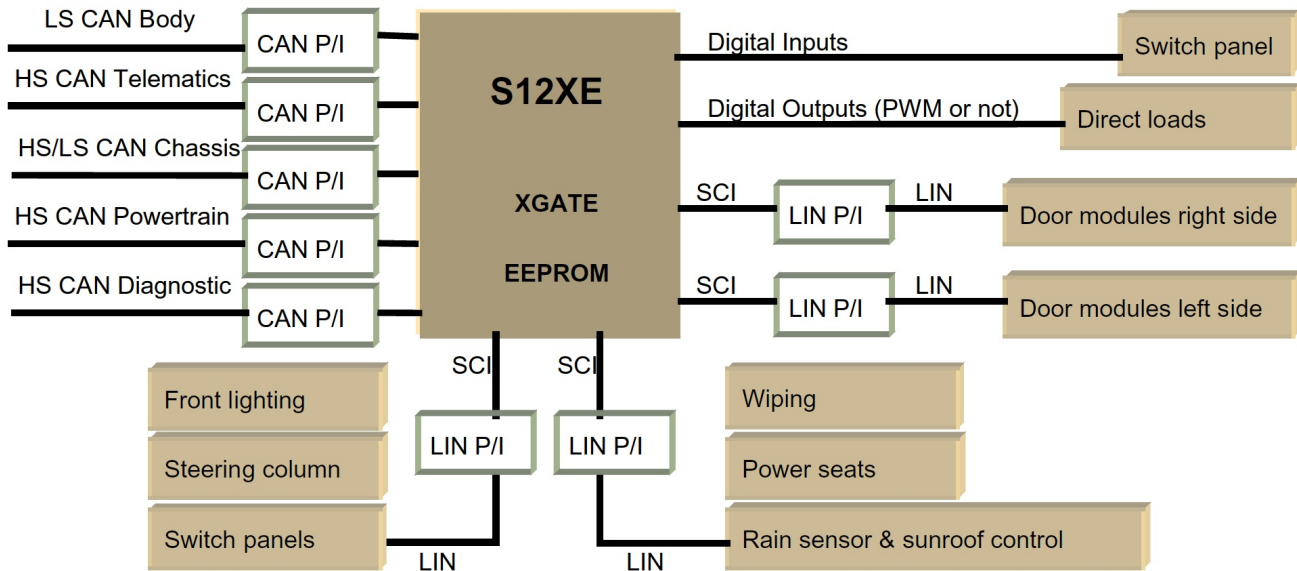 LS CAN Body
CAN P/I
HS CAN Telematics
CAN P/I
HS/LS CAN Chassis
CAN P/I
HS CAN Powertrain
CAN P/I
HS CAN Diagnostic
CAN P/I
S12XE
XGATE
EEPROM
Digital Inputs
Switch panel
Digital Outputs (PWM or not)
Direct loads
SCI
LIN P/I
LIN
Door modules right side
SCI
LIN P/I
LIN
Door modules left side
SCI
SCI
Front lighting
Steering column
Switch panels
LIN P/I
LIN
LIN P/I
LIN
Wiping
Power seats
Rain sensor & sunroof control